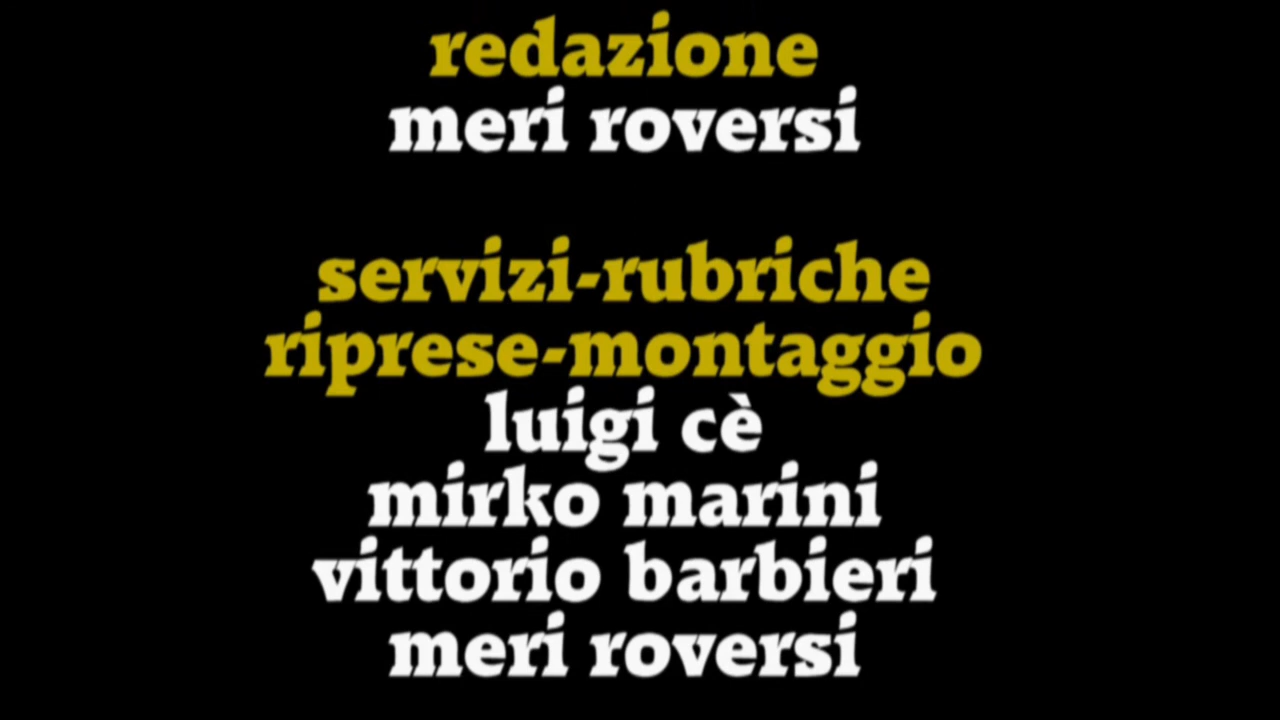 redazione
meri roversi
servizi-rubriche
riprese-montaggio
luigi cè
mirko marini
vittorio barbieri
meri roversi